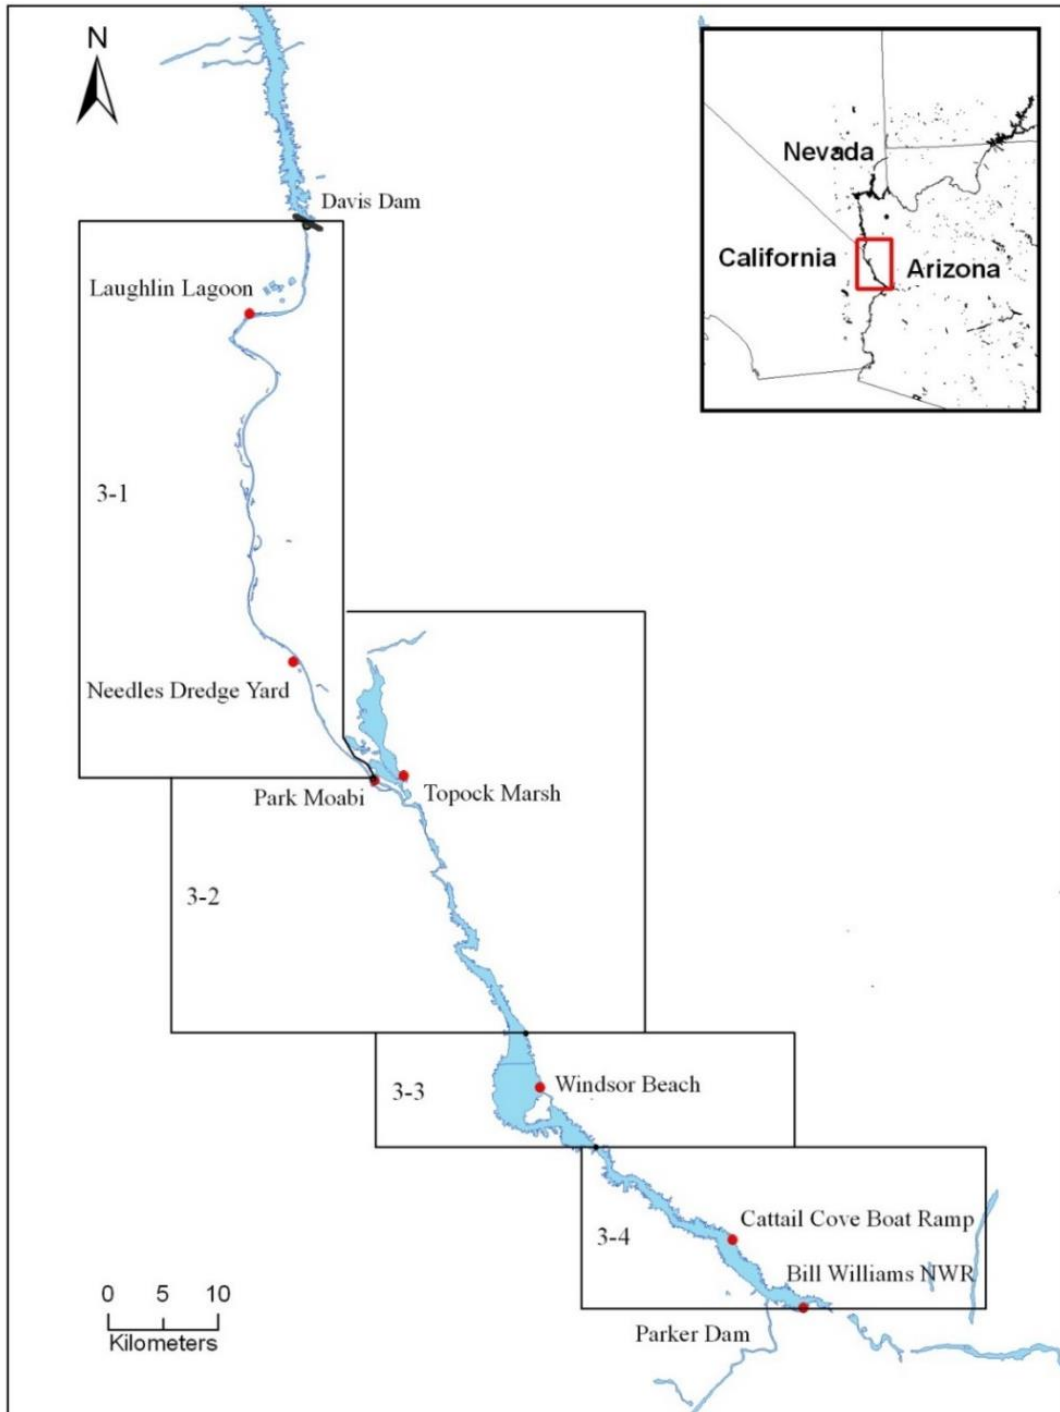 N
Davis Dam
Nevada
California
Arizona
Laughlin Lagoon
3-1
Needles Dredge Yard
Park Moabi
Topock Marsh
3-2
Windsor Beach
3-3
Cattail Cove Boat Ramp
3-4
Bill Williams NWR
Parker Dam
0 5 10
Kilometers